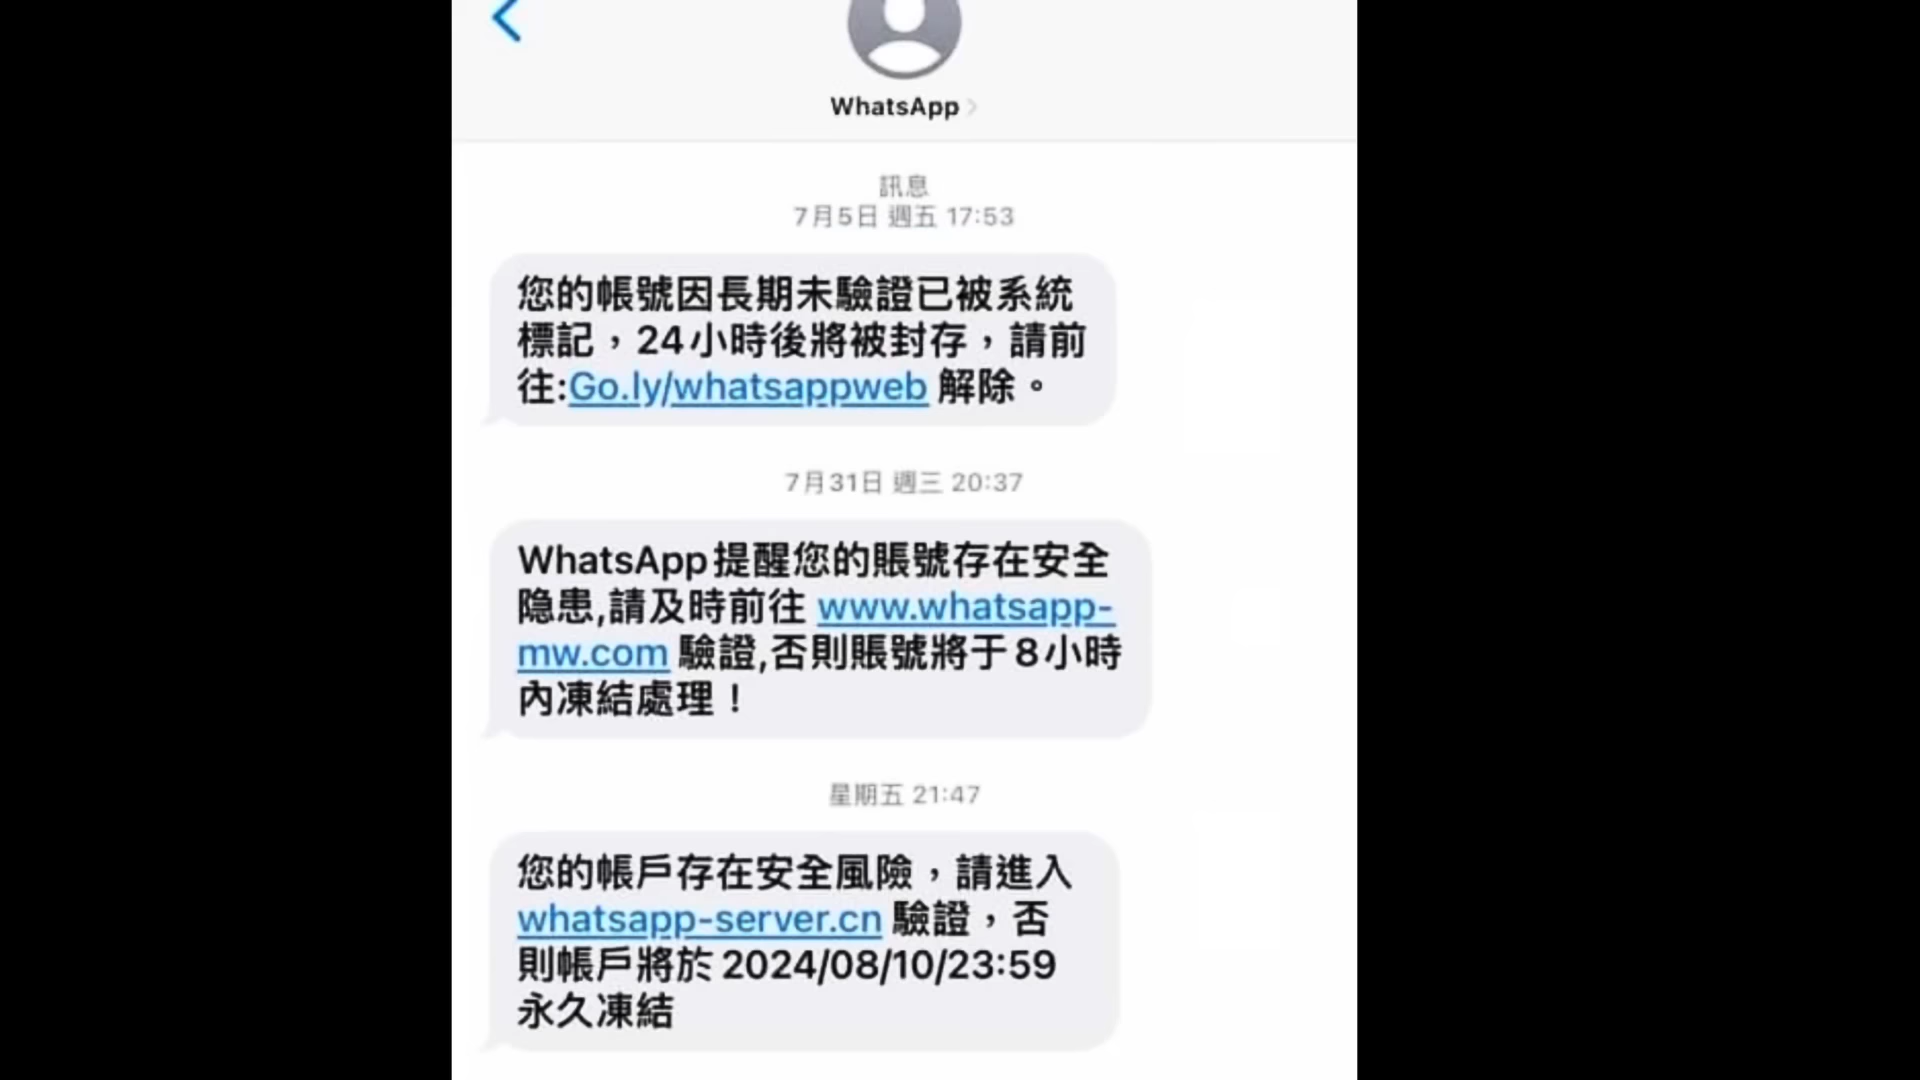 WhatsApp
訊息
7月5日 週五 17:53
您的帳號因長期未驗證已被系統
標記，24小時後將被封存，請前
往:Go.ly/whatsappweb 解除。
7月31日 週三 20:37
WhatsApp提醒您的賬號存在安全
隐患,請及時前往 www.whatsapp-
mw.com 驗證,否則賬號將于8小時
內凍結處理！
星期五 21:47
您的帳戶存在安全風險，請進入
whatsapp-server.cn 驗證，否
則帳戶將於2024/08/10/23:59
永久凍結